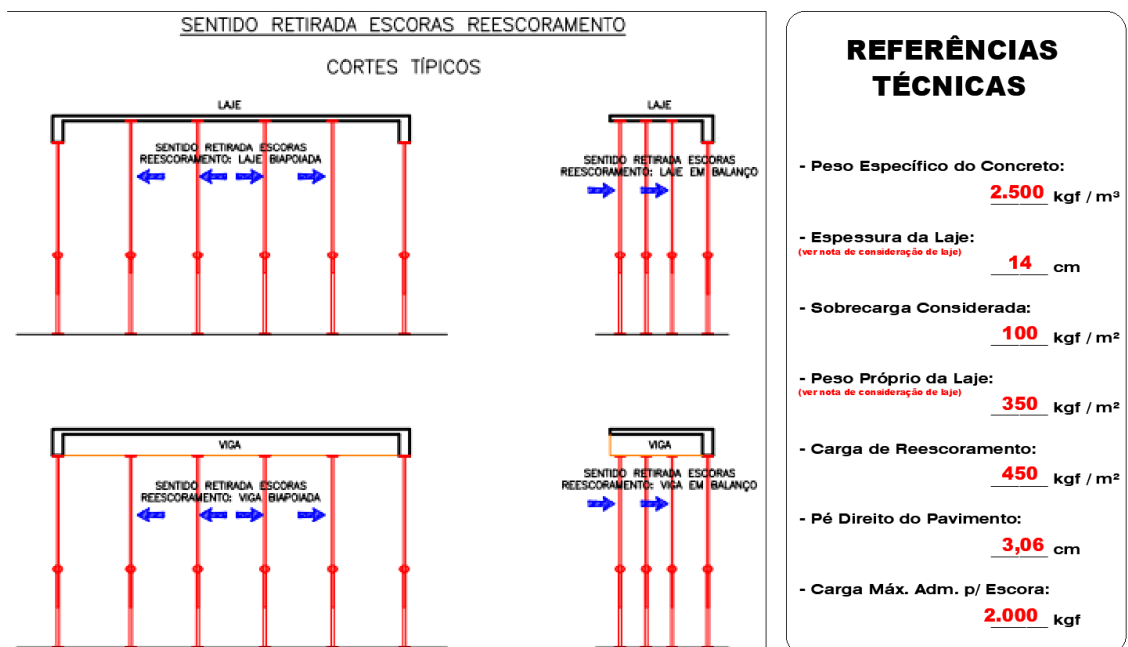 SENTIDO RETIRADA ESCORAS REESCORAMENTO
CORTES TÍPICOS
LAJE
SENTIDO RETIRADA ESCORAS
REESCORAMENTO: LAJE BIAPOIADA
LAJE
SENTIDO RETIRADA ESCORAS
REESCORAMENTO: LAJE EM BALANÇO
VIGA
SENTIDO RETIRADA ESCORAS
REESCORAMENTO: VIGA BIAPOIADA
VIGA
SENTIDO RETIRADA ESCORAS
REESCORAMENTO: VIGA EM BALANÇO
REFERÊNCIAS
TÉCNICAS
- Peso Específico do Concreto:
2.500 kgf / m³
- Espessura da Laje:
(ver nota de consideração de laje)
14 cm
- Sobrecarga Considerada:
100 kgf / m²
- Peso Próprio da Laje:
(ver nota de consideração de laje)
350 kgf / m²
- Carga de Reescoramento:
450 kgf / m²
- Pé Direito do Pavimento:
3,06 cm
- Carga Máx. Adm. p/ Escora:
2.000 kgf